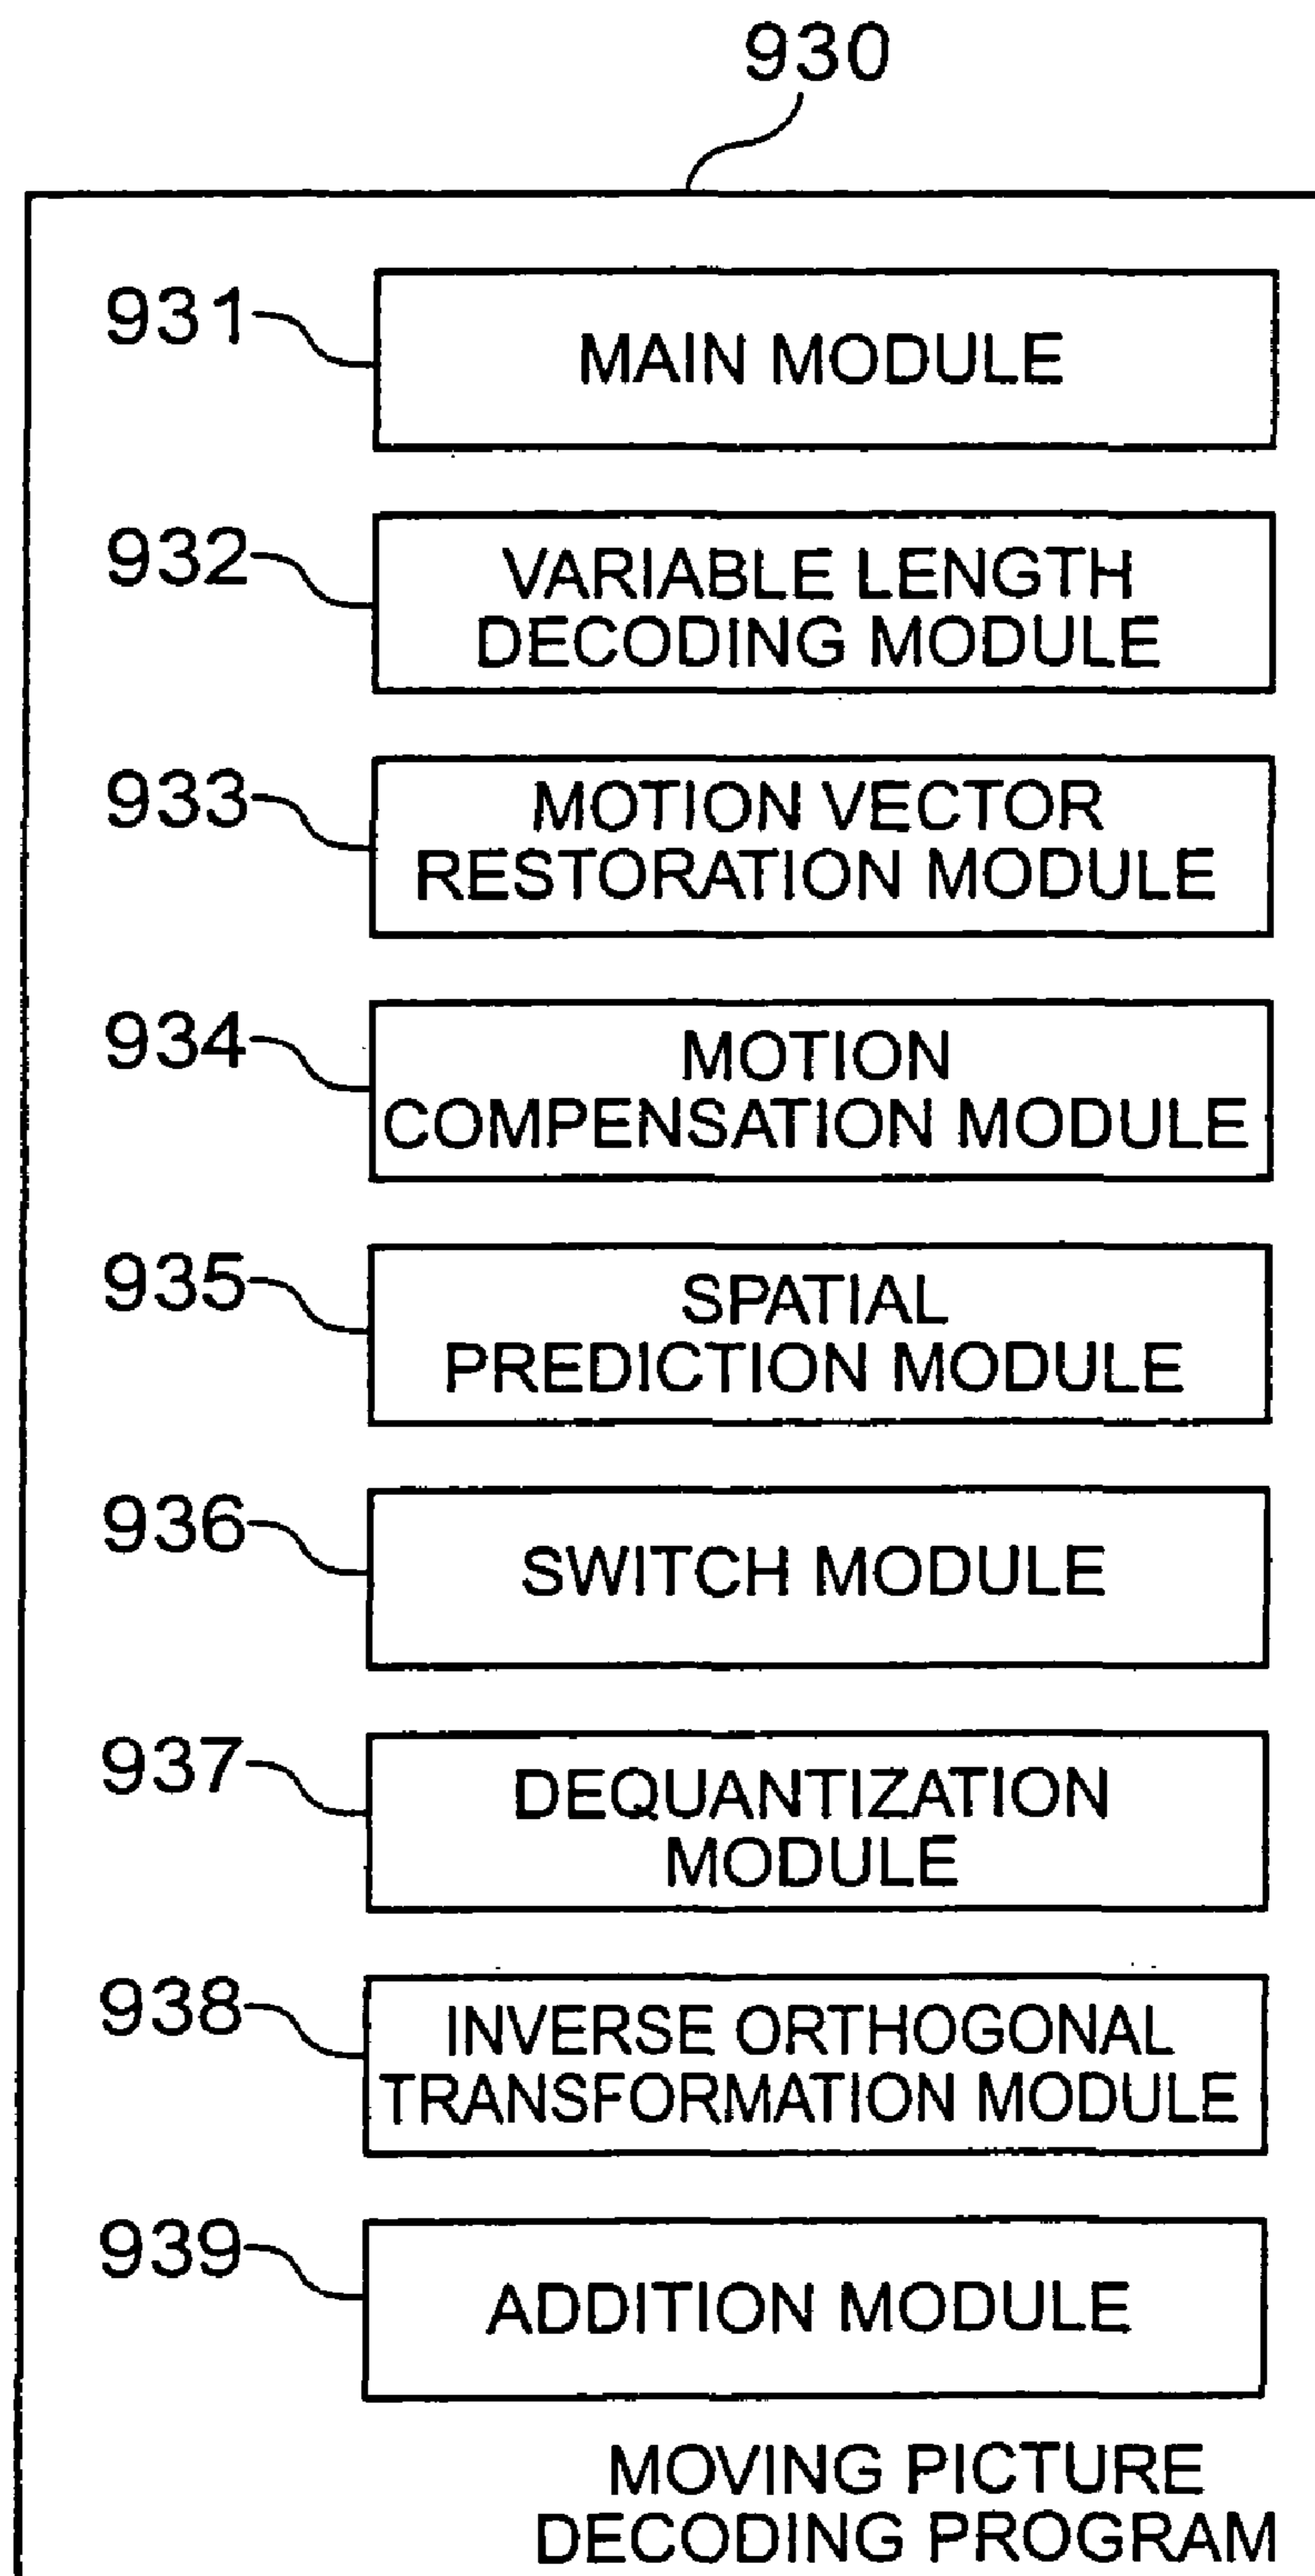 930
931
MAIN MODULE
932
VARIABLE LENGTH
DECODING MODULE
933
MOTION VECTOR
RESTORATION MODULE
934
MOTION
COMPENSATION MODULE
935
SPATIAL
PREDICTION MODULE
936
SWITCH MODULE
937
DEQUANTIZATION
MODULE
938
INVERSE ORTHOGONAL
TRANSFORMATION MODULE
939
ADDITION MODULE
MOVING PICTURE
DECODING PROGRAM